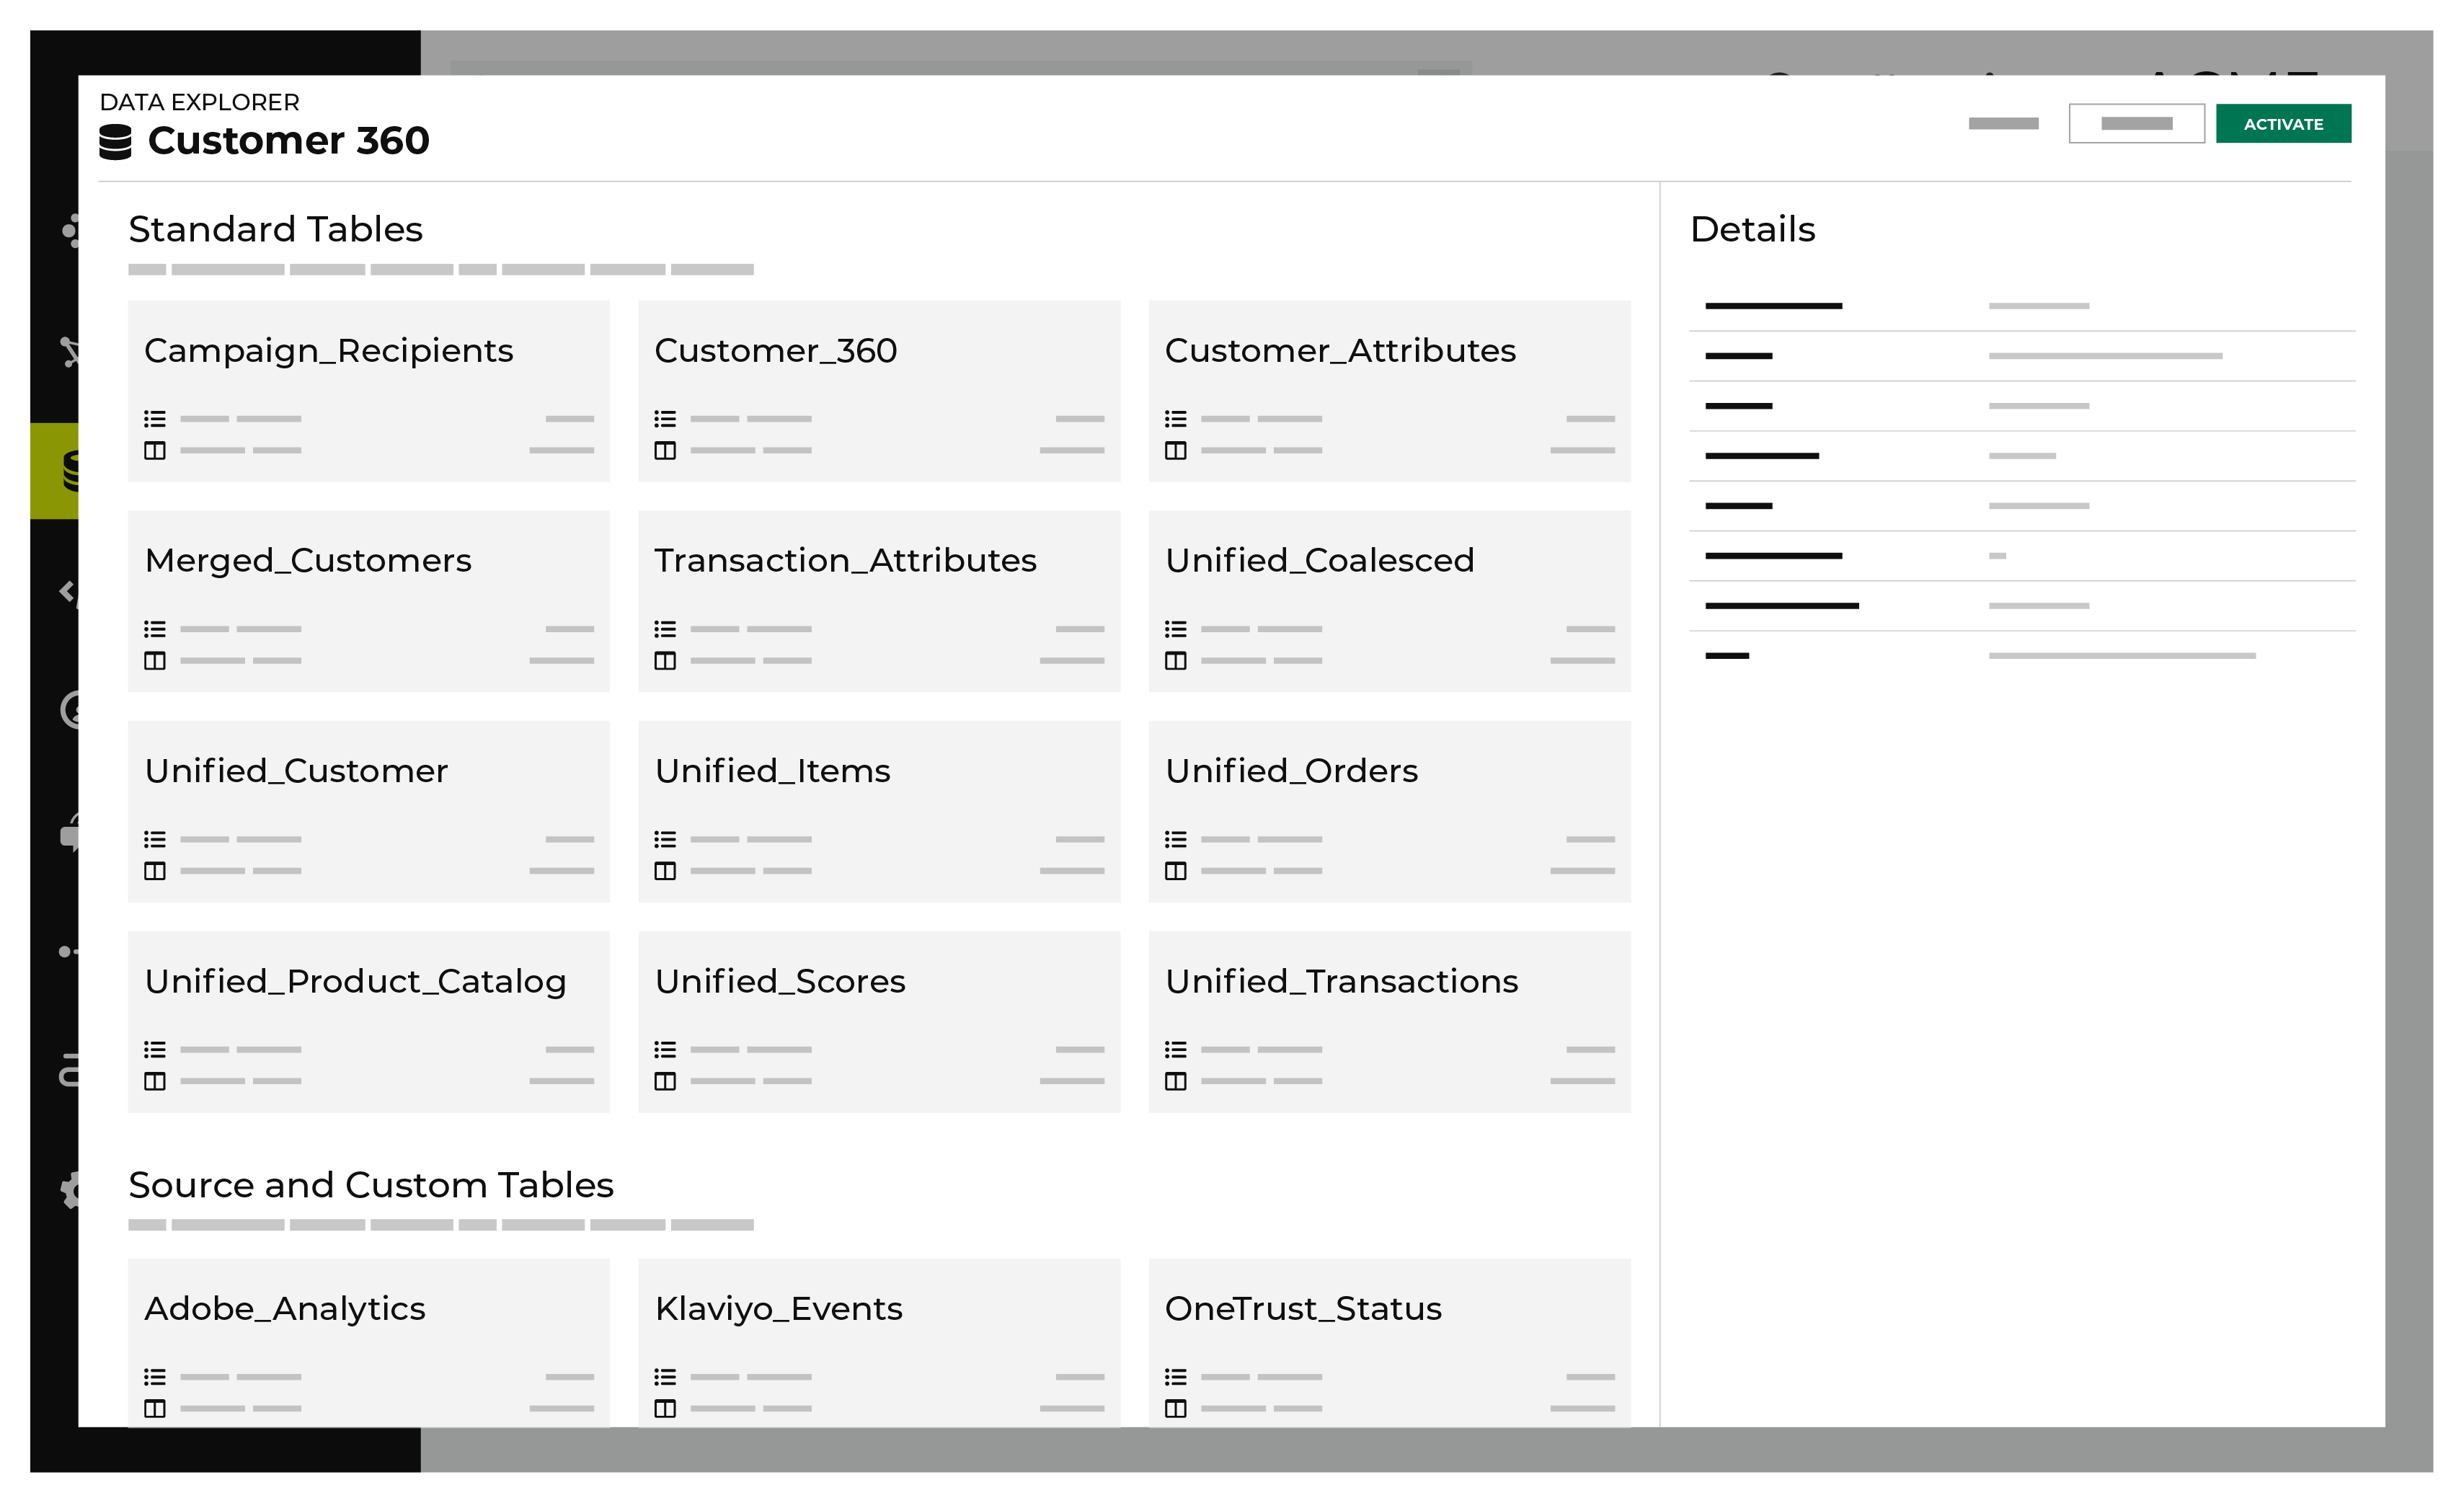 DATA EXPLORER
Customer 360
ACTIVATE
Standard Tables
Details
Campaign_Recipients
Customer_360
Customer_Attributes
Merged_Customers
Transaction_Attributes
Unified_Coalesced
Unified_Customer
Unified_Items
Unified_Orders
Unified_Product_Catalog
Unified_Scores
Unified_Transactions
Source and Custom Tables
Adobe_Analytics
Klaviyo_Events
OneTrust_Status